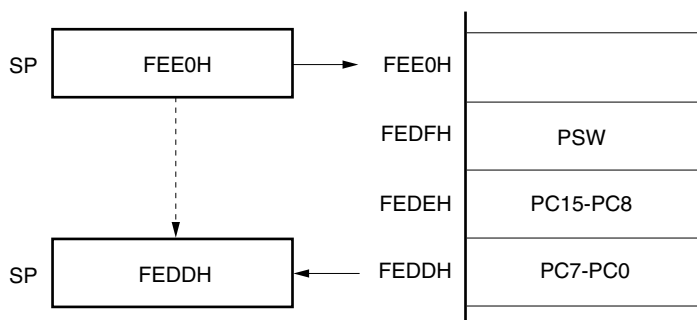 SP FEE0H FEE0H
FEDFH PSW
FEDEH PC15-PC8
SP FEDDH FEDDH PC7-PC0